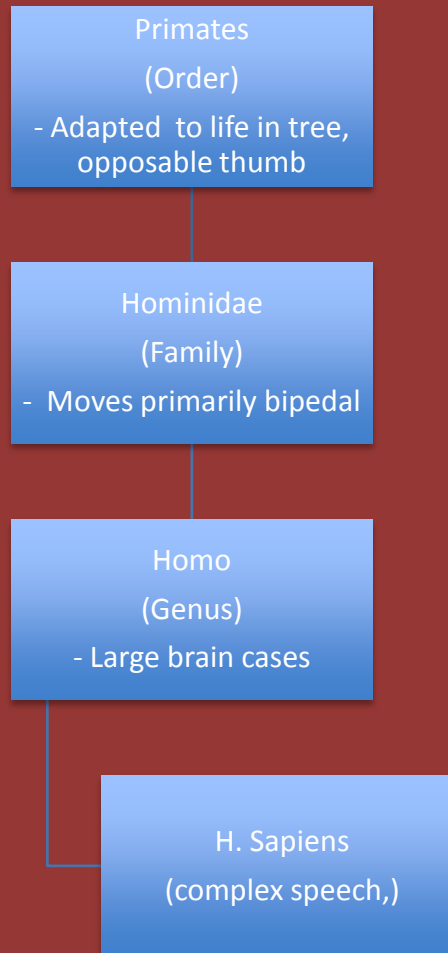 Primates
(Order)
- Adapted to life in tree,
opposable thumb
Hominidae
(Family)
- Moves primarily bipedal
Homo
(Genus)
- Large brain cases
H. Sapiens
(complex speech,)